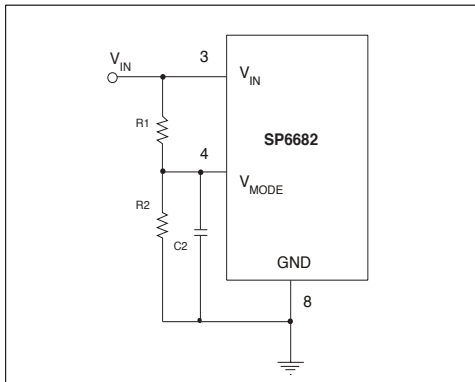 V_IN 3
V_IN
R1
SP6682
4
V_MODE
R2
C2
GND
8